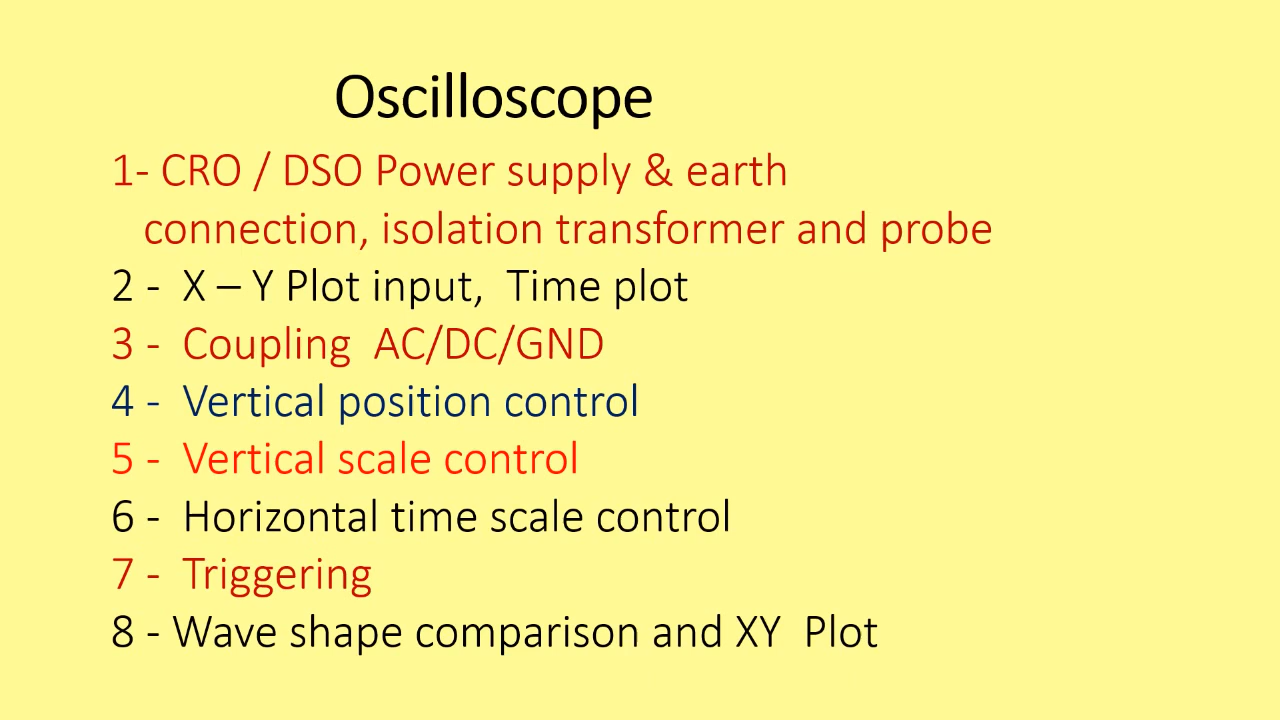 Oscilloscope
1- CRO / DSO Power supply & earth
connection, isolation transformer and probe
2 - X – Y Plot input, Time plot
3 - Coupling AC/DC/GND
4 - Vertical position control
5 - Vertical scale control
6 - Horizontal time scale control
7 - Triggering
8 - Wave shape comparison and XY Plot